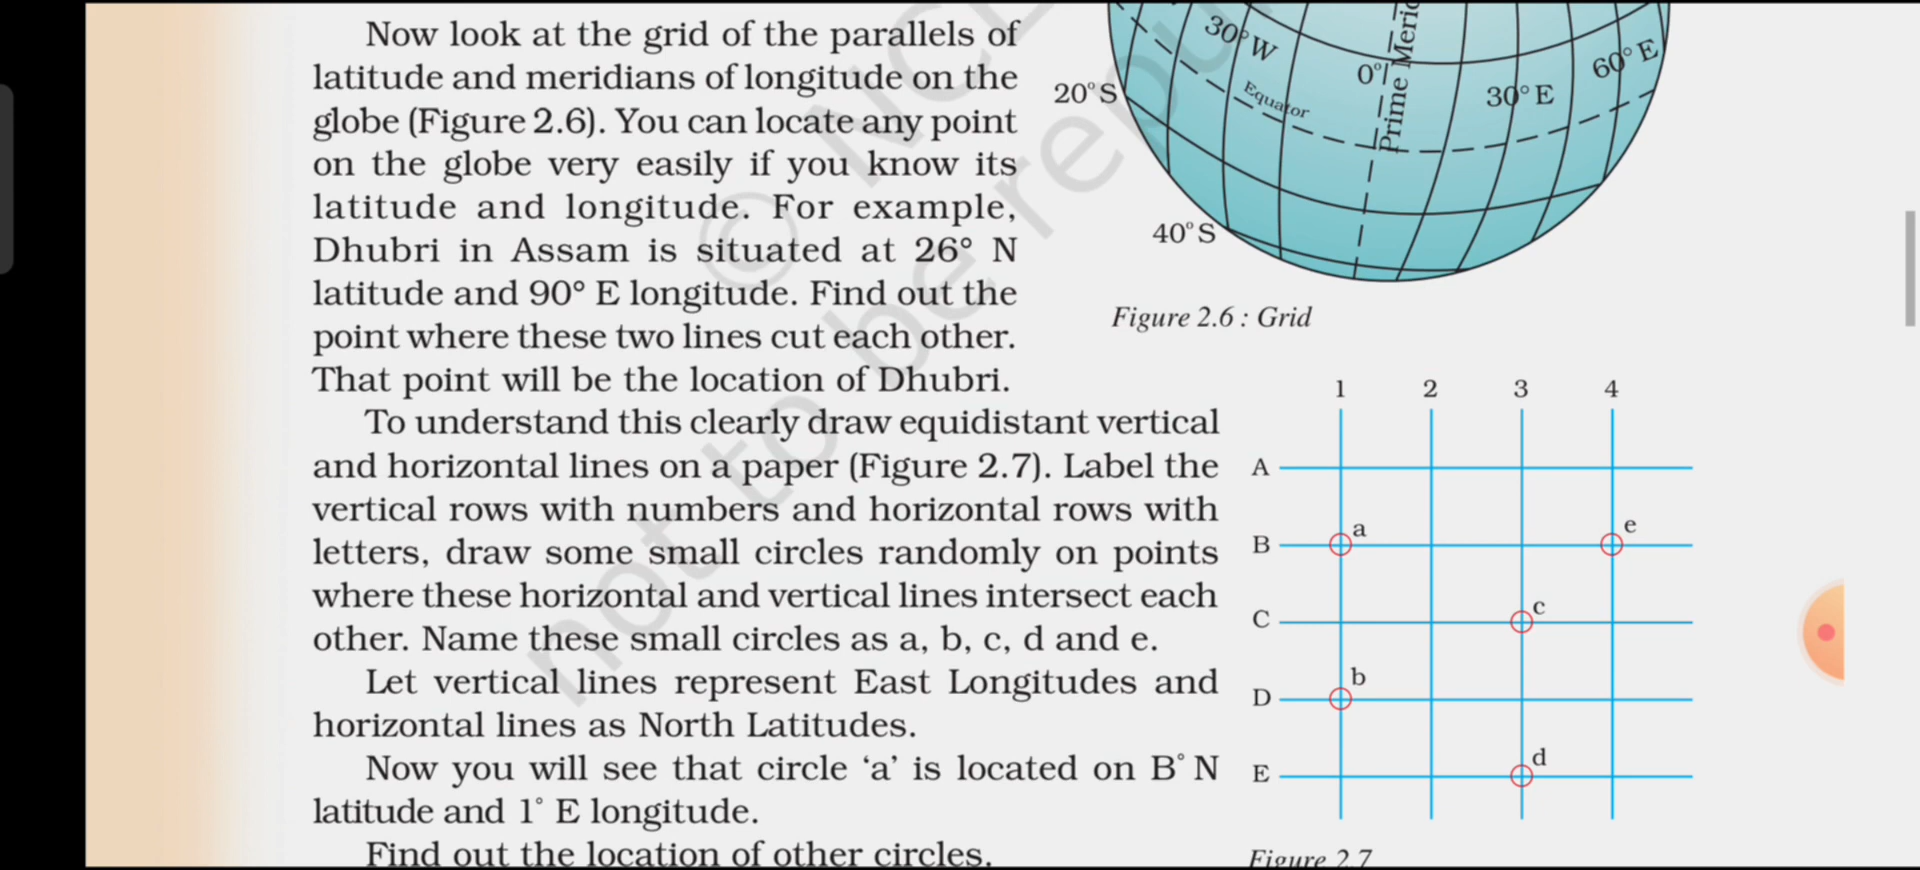 Now look at the grid of the parallels of
latitude and meridians of longitude on the
globe (Figure 2.6). You can locate any point
on the globe very easily if you know its
latitude and longitude. For example,
Dhubri in Assam is situated at 26° N
latitude and 90° E longitude. Find out the
point where these two lines cut each other.
That point will be the location of Dhubri.
To understand this clearly draw equidistant vertical
and horizontal lines on a paper (Figure 2.7). Label the
vertical rows with numbers and horizontal rows with
letters, draw some small circles randomly on points
where these horizontal and vertical lines intersect each
other. Name these small circles as a, b, c, d and e.
Let vertical lines represent East Longitudes and
horizontal lines as North Latitudes.
Now you will see that circle ‘a’ is located on B° N
latitude and 1° E longitude.
Find out the location of other circles.
30° W
0°
Prime
30° E
60° E
Equator
20° S
40° S
Figure 2.6 : Grid
1 2 3 4
A
B a e
C c
D b
E d
Figure 2.7
not to be
©